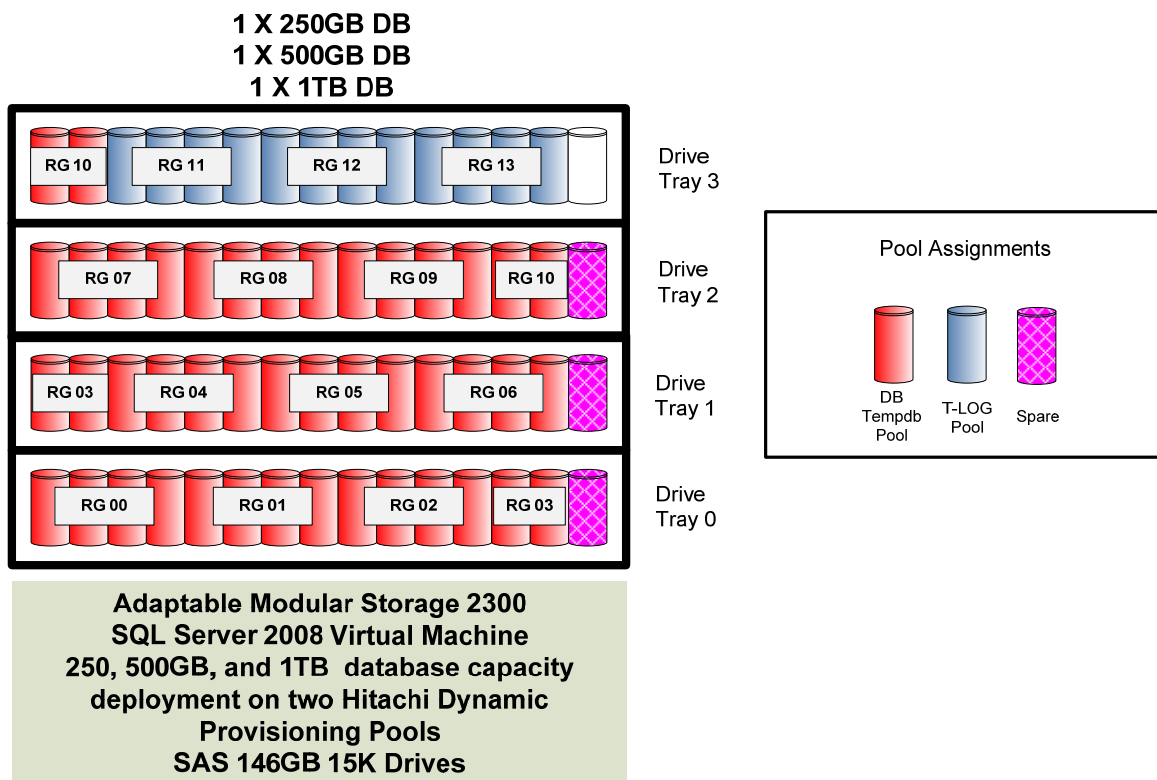 1 X 250GB DB
1 X 500GB DB
1 X 1TB DB
RG 10
RG 11
RG 12
RG 13
Drive
Tray 3
RG 07
RG 08
RG 09
RG 10
Drive
Tray 2
RG 03
RG 04
RG 05
RG 06
Drive
Tray 1
RG 00
RG 01
RG 02
RG 03
Drive
Tray 0
Pool Assignments
DB
Tempdb
Pool
T-LOG
Pool
Spare
Adaptable Modular Storage 2300
SQL Server 2008 Virtual Machine
250, 500GB, and 1TB database capacity
deployment on two Hitachi Dynamic
Provisioning Pools
SAS 146GB 15K Drives